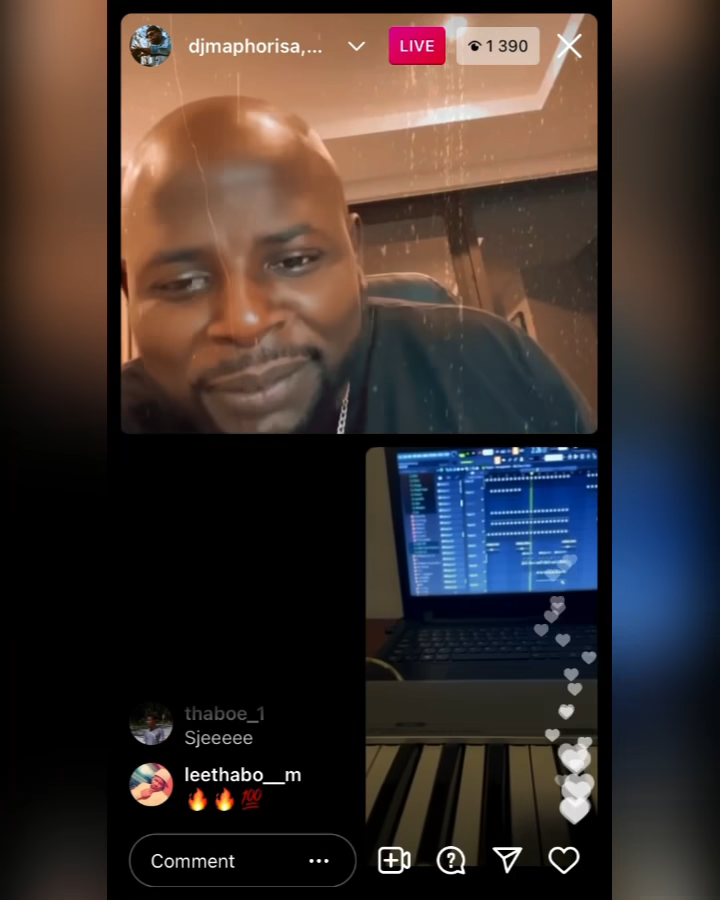 djmaphorisa,...
LIVE
1 390
thaboe_1
Sjeeeee
leethabo__m
🔥🔥💯
Comment